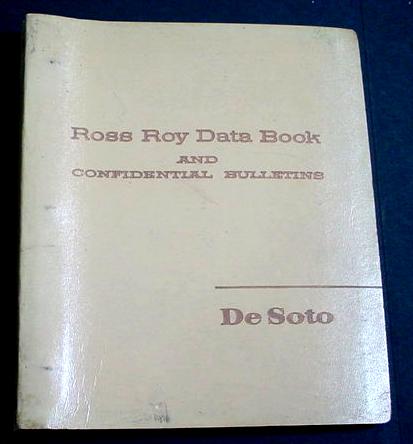 Ross Roy Data Book
AND
CONFIDENTIAL BULLETINS
De Soto